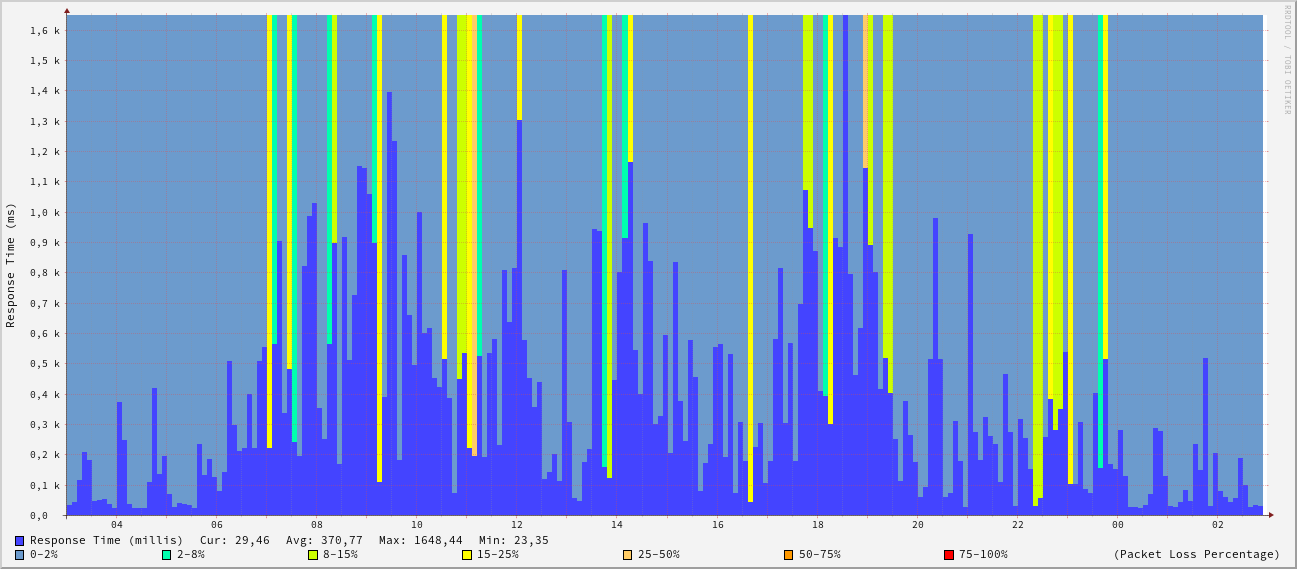 RRDTOOL / TOBI OETIKER
Response Time (ms)
1,6 k
1,5 k
1,4 k
1,3 k
1,2 k
1,1 k
1,0 k
0,9 k
0,8 k
0,7 k
0,6 k
0,5 k
0,4 k
0,3 k
0,2 k
0,1 k
0,0
04 06 08 10 12 14 16 18 20 22 00 02
Response Time (millis) Cur: 29,46 Avg: 370,77 Max: 1648,44 Min: 23,35
0-2% 2-8% 8-15% 15-25% 25-50% 50-75% 75-100% (Packet Loss Percentage)